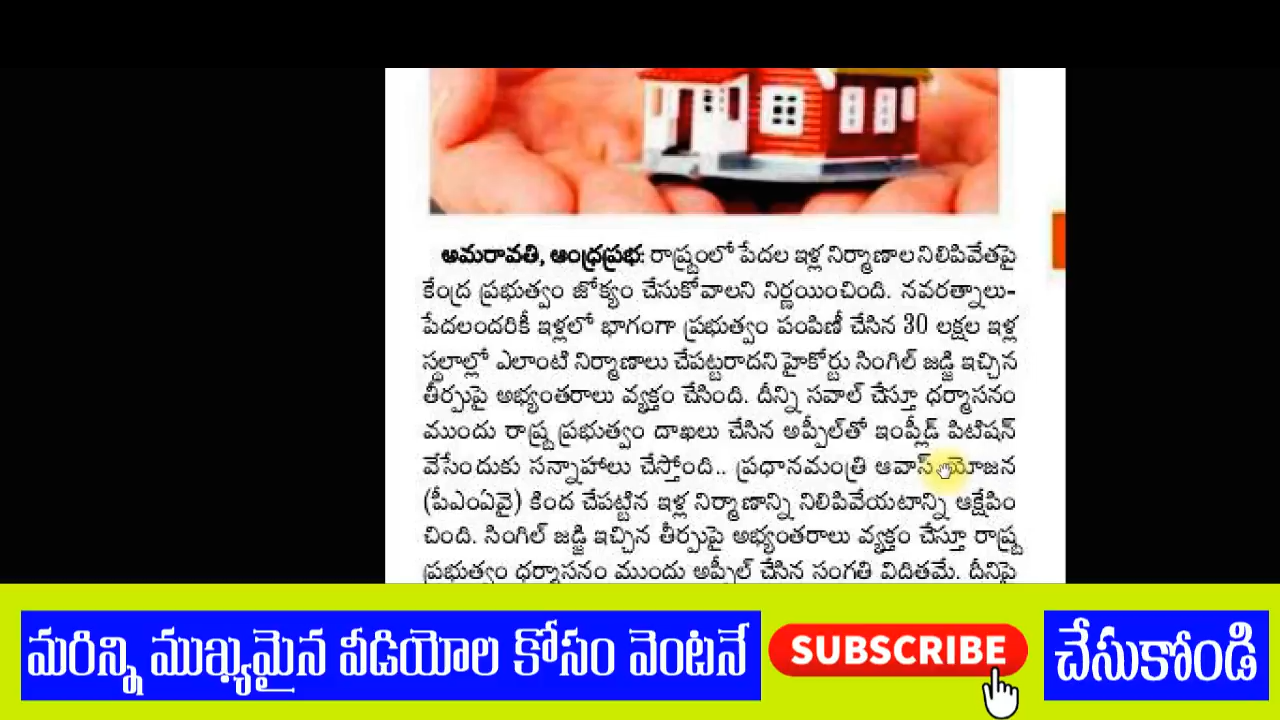 అమరావతి, ఆంధ్రప్రభ: రాష్ట్రంలో పేదల ఇళ్ల నిర్మాణాల నిలిపివేతపై
కేంద్ర ప్రభుత్వం జోక్యం చేసుకోవాలని నిర్ణయించింది. నవరత్నాలు-
పేదలందరికీ ఇళ్లలో భాగంగా ప్రభుత్వం పంపిణీ చేసిన 30 లక్షల ఇళ్ల
స్థలాల్లో ఎలాంటి నిర్మాణాలు చేపట్టరాదని హైకోర్టు సింగిల్ జడ్జి ఇచ్చిన
తీర్పుపై అభ్యంతరాలు వ్యక్తం చేసింది. దీన్ని సవాల్ చేస్తూ ధర్మాసనం
ముందు రాష్ట్ర ప్రభుత్వం దాఖలు చేసిన అప్పీల్‌తో ఇంప్లీడ్ పిటిషన్
వేసేందుకు సన్నాహాలు చేస్తోంది.. ప్రధానమంత్రి ఆవాస్ యోజన
(పీఎంఏవై) కింద చేపట్టిన ఇళ్ల నిర్మాణాన్ని నిలిపివేయటాన్ని ఆక్షేపిం
చింది. సింగిల్ జడ్జి ఇచ్చిన తీర్పుపై అభ్యంతరాలు వ్యక్తం చేస్తూ రాష్ట్ర
ప్రభుత్వం ధర్మాసనం ముందు అప్పీల్ చేసిన సంగతి విదితమే. దీనిపై
మరిన్ని ముఖ్యమైన వీడియోల కోసం వెంటనే SUBSCRIBE చేసుకోండి